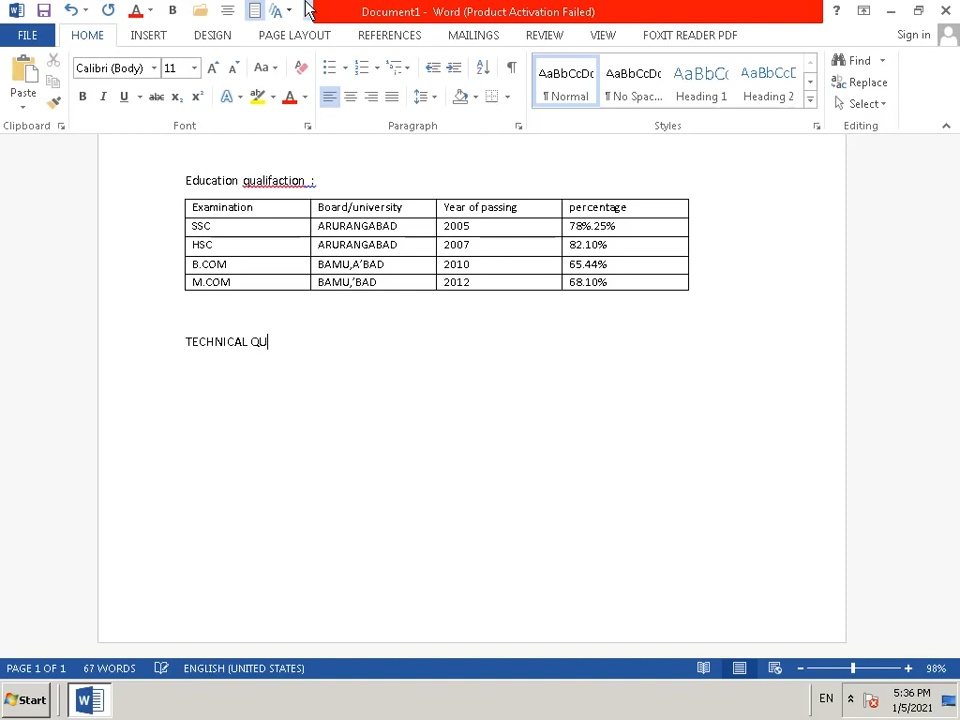 Document1 - Word (Product Activation Failed)
FILE HOME INSERT DESIGN PAGE LAYOUT REFERENCES MAILINGS REVIEW VIEW FOXIT READER PDF Sign in
Paste
Calibri (Body) 11
AaBbCcDc AaBbCcDc AaBbCc AaBbCcD
¶ Normal ¶ No Spac... Heading 1 Heading 2
Find
Replace
Select
Clipboard Font Paragraph Styles Editing
Education qualifaction ;
Examination Board/university Year of passing percentage
SSC ARURANGABAD 2005 78%.25%
HSC ARURANGABAD 2007 82.10%
B.COM BAMU,A'BAD 2010 65.44%
M.COM BAMU,'BAD 2012 68.10%
TECHNICAL QU
PAGE 1 OF 1 67 WORDS ENGLISH (UNITED STATES) 98%
Start EN 5:36 PM
1/5/2021